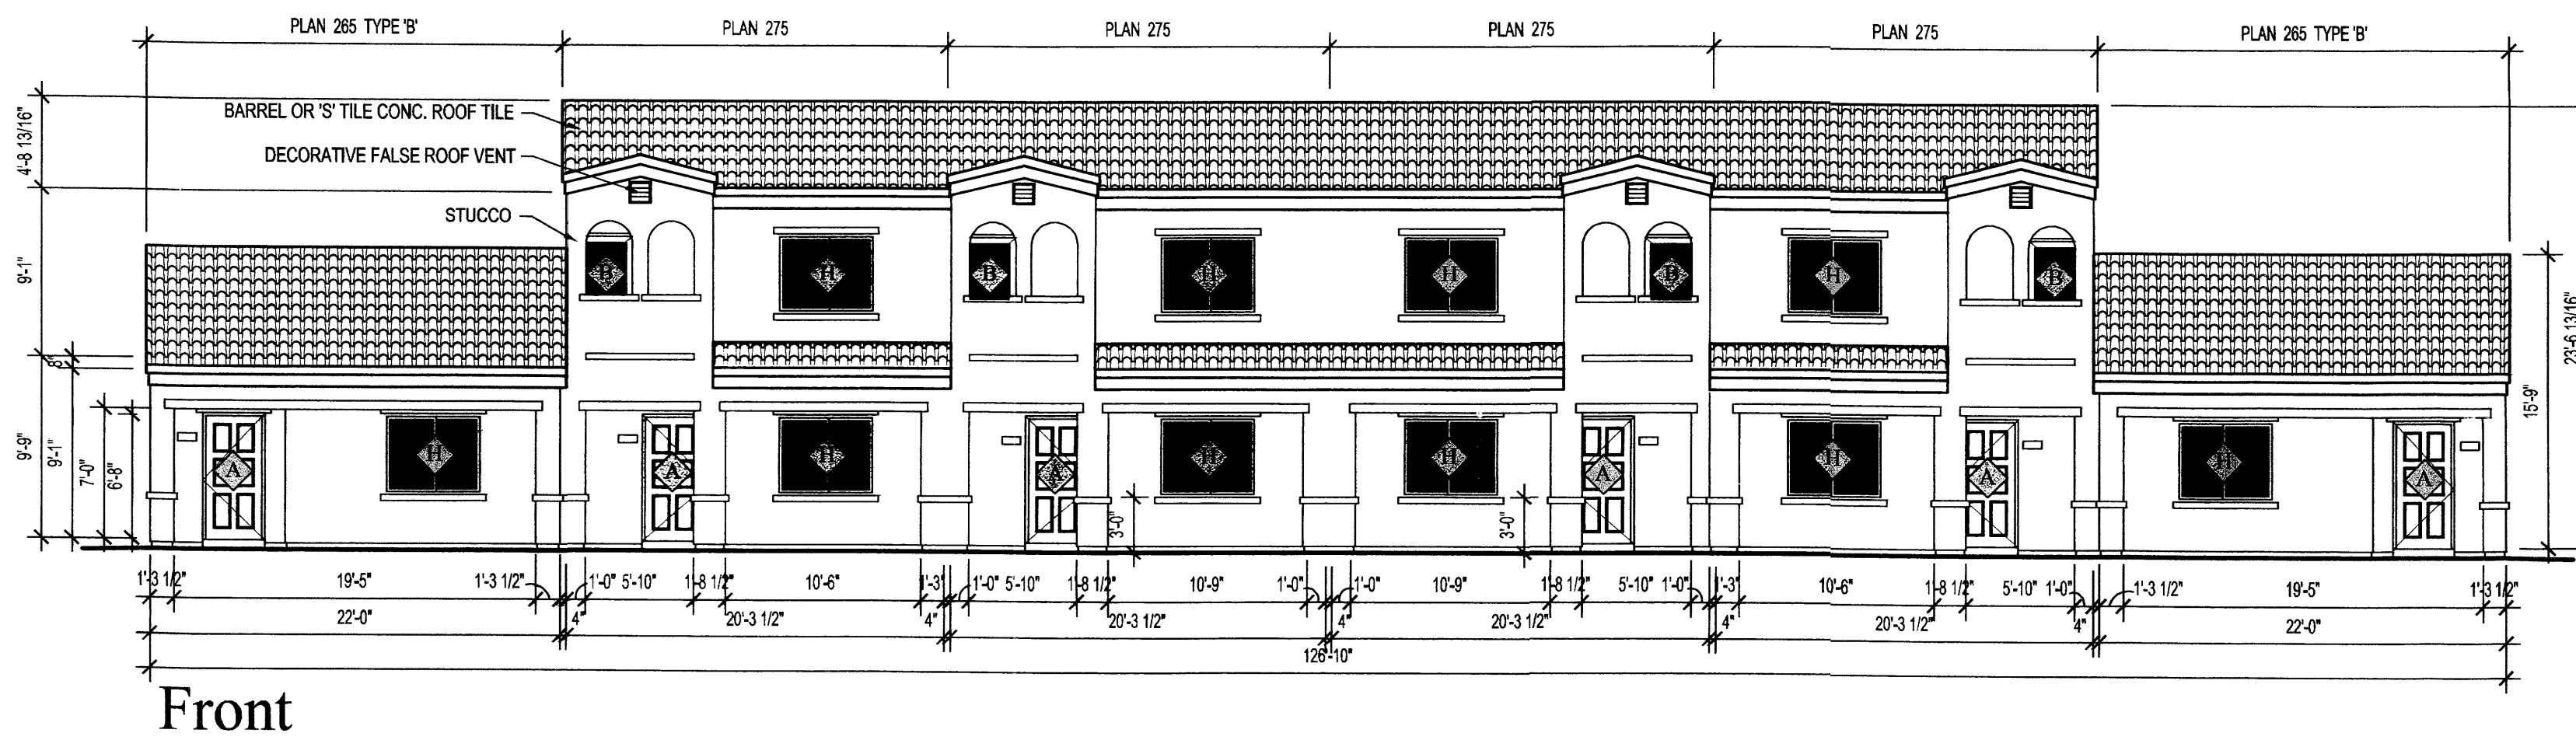 PLAN 265 TYPE 'B' PLAN 275 PLAN 275 PLAN 275 PLAN 275 PLAN 265 TYPE 'B'
BARREL OR 'S' TILE CONC. ROOF TILE
DECORATIVE FALSE ROOF VENT
STUCCO
4'-8 13/16"
9'-1"
8"
9'-9"
9'-1"
7'-0"
6'-8"
B H B H H B H B
A H A H A H H A H A H A
3'-0" 3'-0"
23'-6 13/16"
15'-9"
1'-3 1/2" 19'-5" 1'-3 1/2" 1'-0" 5'-10" 1'-8 1/2" 10'-6" 1'-3" 1'-0" 5'-10" 1'-8 1/2" 10'-9" 1'-0" 1'-0" 10'-9" 1'-8 1/2" 5'-10" 1'-0" 1'-3" 10'-6" 1'-8 1/2" 5'-10" 1'-0" 1'-3 1/2" 19'-5" 1'-3 1/2"
22'-0" 4" 20'-3 1/2" 4" 20'-3 1/2" 4" 20'-3 1/2" 4" 20'-3 1/2" 4" 22'-0"
126'-10"
Front